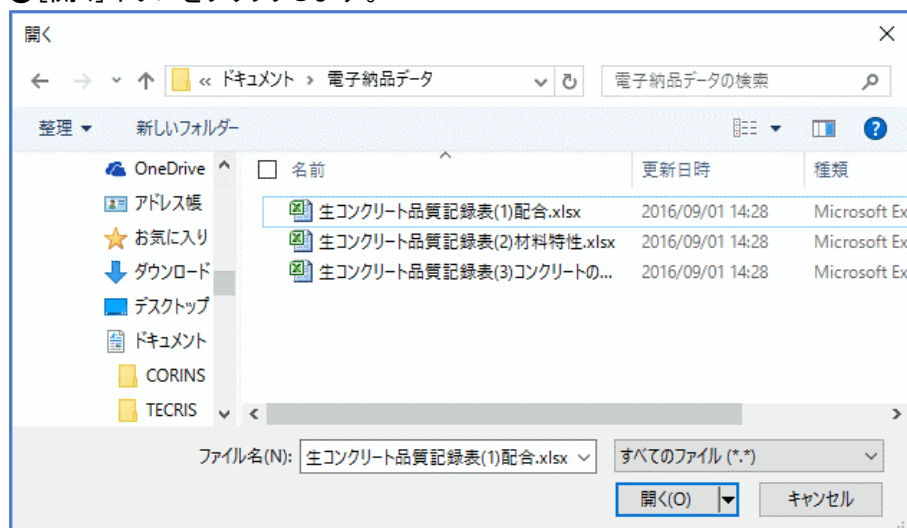 開く
« ドキュメント › 電子納品データ
電子納品データの検索
整理
新しいフォルダー
OneDrive
アドレス帳
お気に入り
ダウンロード
デスクトップ
ドキュメント
CORINS
TECRIS
名前 更新日時 種類
生コンクリート品質記録表(1)配合.xlsx 2016/09/01 14:28 Microsoft Ex
生コンクリート品質記録表(2)材料特性.xlsx 2016/09/01 14:28 Microsoft Ex
生コンクリート品質記録表(3)コンクリートの... 2016/09/01 14:28 Microsoft Ex
ファイル名(N): 生コンクリート品質記録表(1)配合.xlsx すべてのファイル (*.*)
開く(O) キャンセル